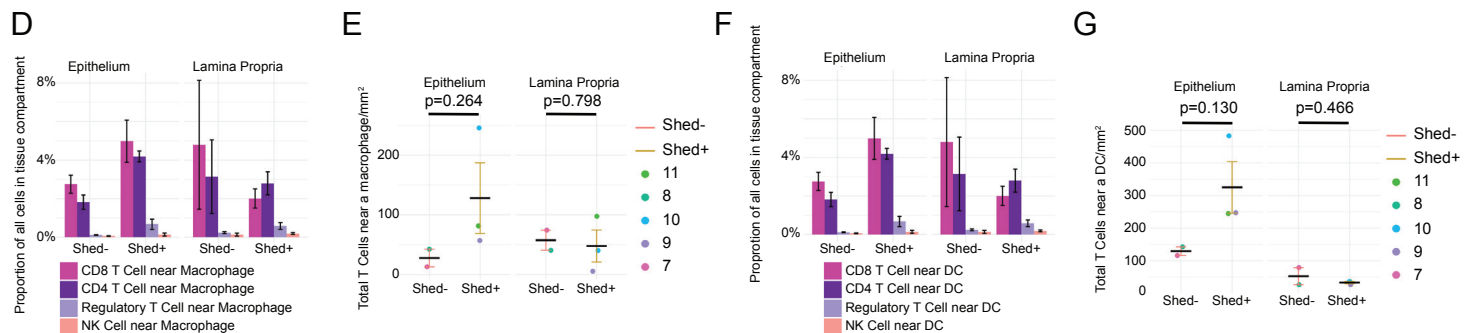 D
Proportion of all cells in tissue compartment
Epithelium
Lamina Propria
8%
4%
0%
Shed-
Shed+
Shed-
Shed+
CD8 T Cell near Macrophage
CD4 T Cell near Macrophage
Regulatory T Cell near Macrophage
NK Cell near Macrophage
E
Total T Cells near a macrophage/mm²
Epithelium
p=0.264
Lamina Propria
p=0.798
200
100
0
Shed-
Shed+
Shed-
Shed+
Shed-
Shed+
11
8
10
9
7
F
Proportion of all cells in tissue compartment
Epithelium
Lamina Propria
8%
4%
0%
Shed-
Shed+
Shed-
Shed+
CD8 T Cell near DC
CD4 T Cell near DC
Regulatory T Cell near DC
NK Cell near DC
G
Total T Cells near a DC/mm²
Epithelium
p=0.130
Lamina Propria
p=0.466
500
400
300
200
100
0
Shed-
Shed+
Shed-
Shed+
Shed-
Shed+
11
8
10
9
7